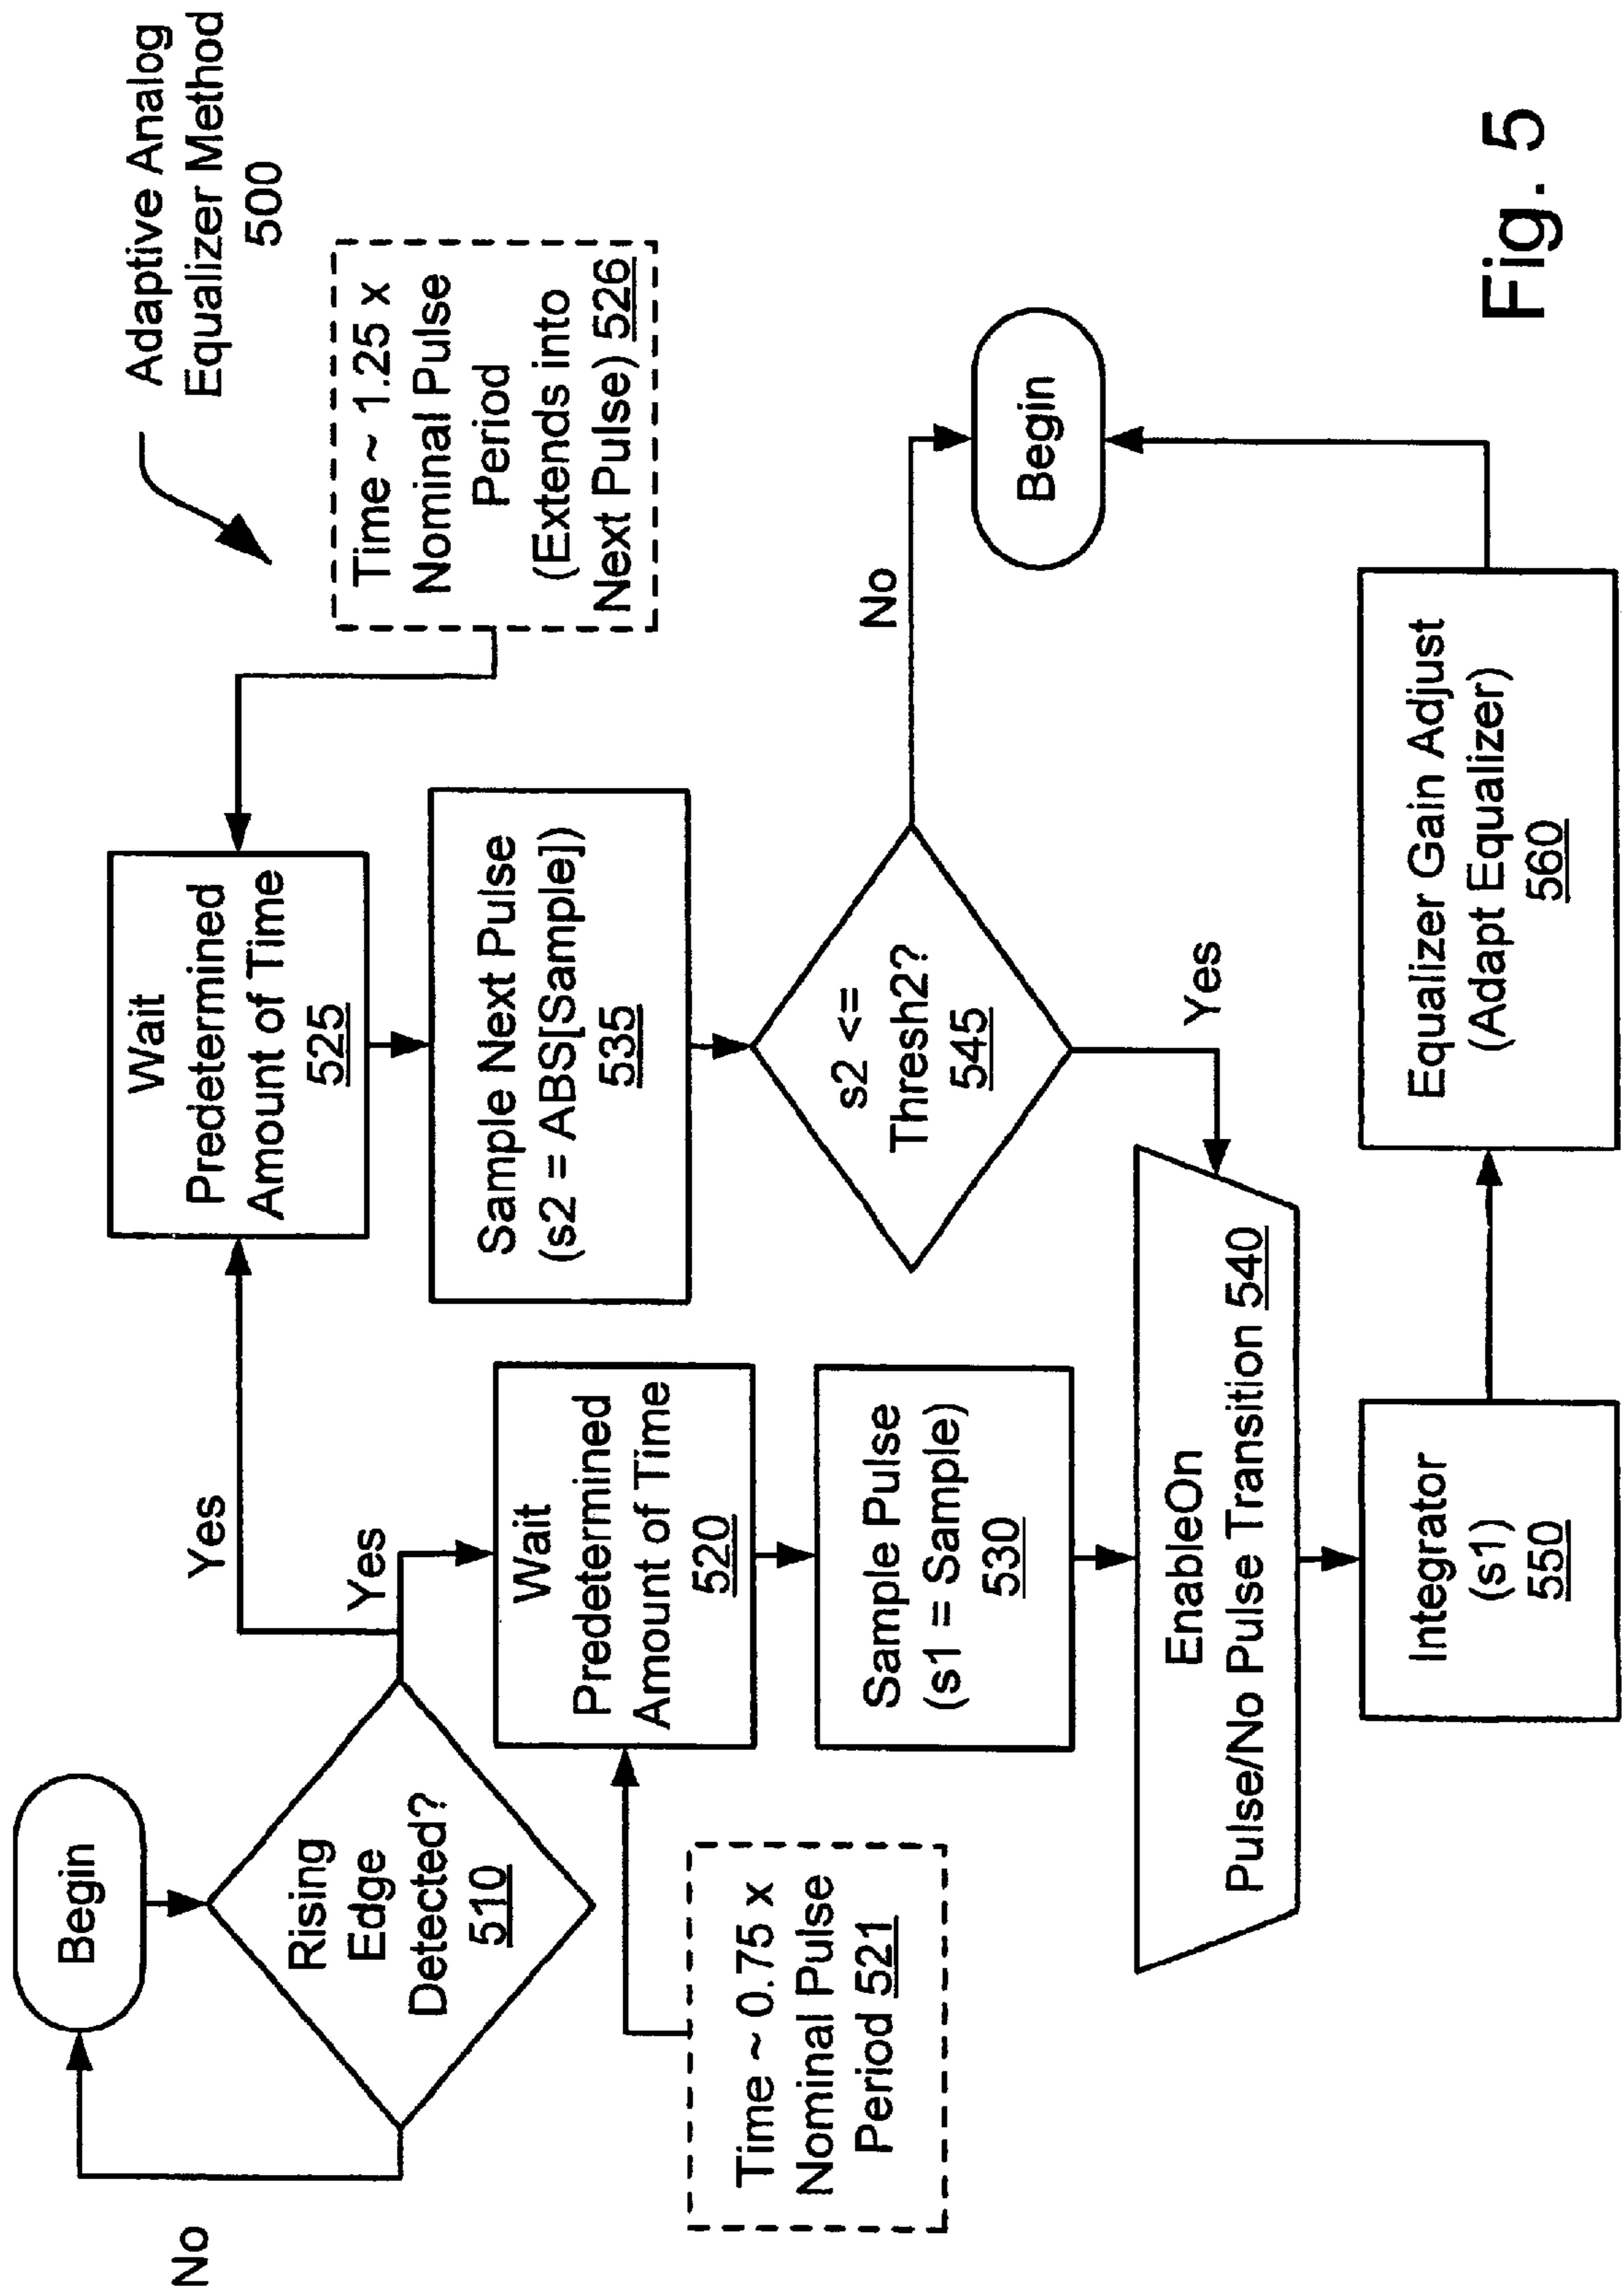 Adaptive Analog
Equalizer Method
500
Begin
No
Rising
Edge
Detected?
510
Yes
Yes
Wait
Predetermined
Amount of Time
525
Time ~ 1.25 x
Nominal Pulse
Period
(Extends into
Next Pulse) 526
Wait
Predetermined
Amount of Time
520
Time ~ 0.75 x
Nominal Pulse
Period 521
Sample Next Pulse
(s2 = ABS[Sample])
535
Sample Pulse
(s1 = Sample)
530
s2 <=
Thresh2?
545
No
Begin
Yes
EnableOn
Pulse/No Pulse Transition 540
Integrator
(s1)
550
Equalizer Gain Adjust
(Adapt Equalizer)
560
Fig. 5